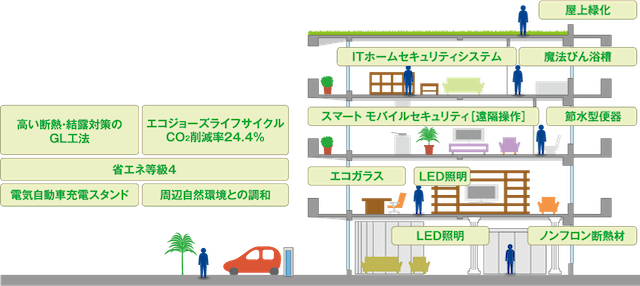 屋上緑化
ITホームセキュリティシステム
魔法びん浴槽
高い断熱・結露対策の
GL工法
エコジョーズライフサイクル
CO₂削減率24.4%
スマート モバイルセキュリティ[遠隔操作]
節水型便器
省エネ等級4
エコガラス
LED照明
電気自動車充電スタンド
周辺自然環境との調和
LED照明
ノンフロン断熱材